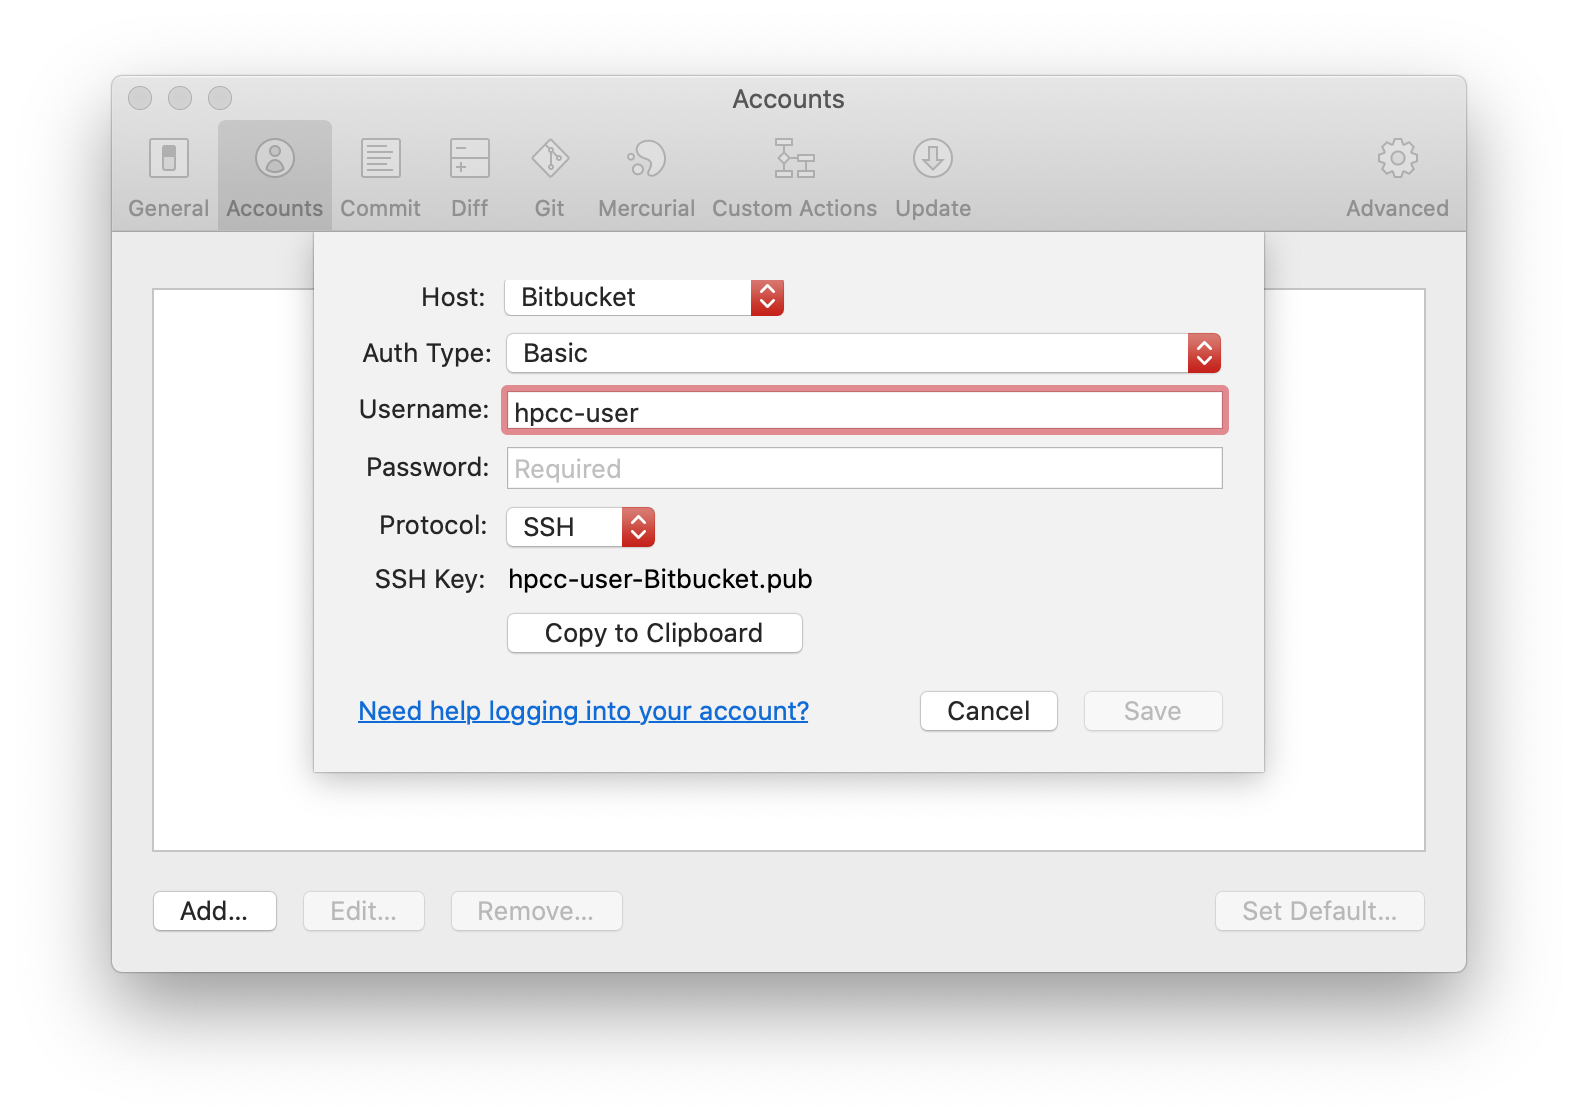 Accounts
General Accounts Commit Diff Git Mercurial Custom Actions Update Advanced
Host: Bitbucket
Auth Type: Basic
Username: hpcc-user
Password: Required
Protocol: SSH
SSH Key: hpcc-user-Bitbucket.pub
Copy to Clipboard
Need help logging into your account? Cancel Save
Add... Edit... Remove... Set Default...